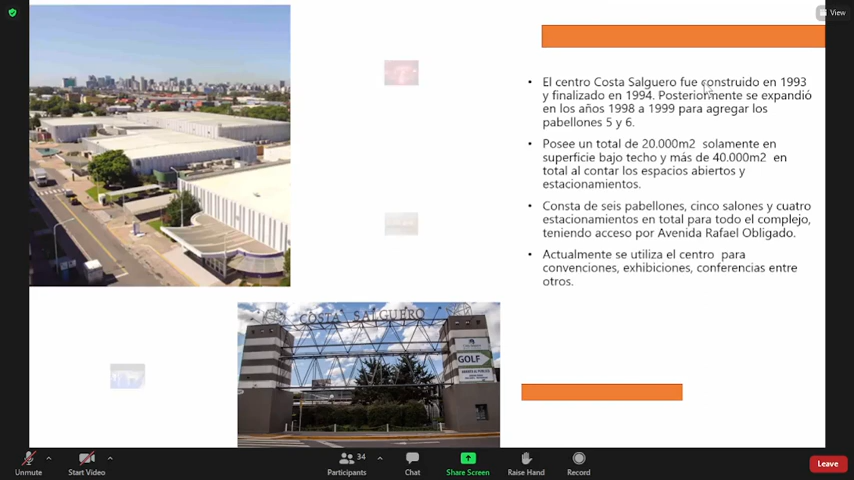 View
• El centro Costa Salguero fue construido en 1993
y finalizado en 1994. Posteriormente se expandió
en los años 1998 a 1999 para agregar los
pabellones 5 y 6.
• Posee un total de 20.000m2 solamente en
superficie bajo techo y más de 40.000m2 en
total al contar los espacios abiertos y
estacionamientos.
• Consta de seis pabellones, cinco salones y cuatro
estacionamientos en total para todo el complejo,
teniendo acceso por Avenida Rafael Obligado.
• Actualmente se utiliza el centro para
convenciones, exhibiciones, conferencias entre
otros.
COSTA SALGUERO
GOLF
Unmute
Start Video
34
Participants
Chat
Share Screen
Raise Hand
Record
Leave